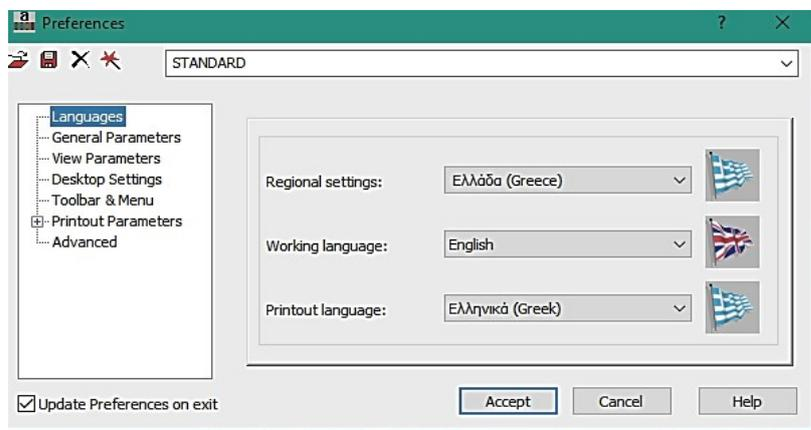 Preferences
STANDARD
Languages
General Parameters
View Parameters
Desktop Settings
Toolbar & Menu
Printout Parameters
Advanced
Regional settings: Ελλάδα (Greece)
Working language: English
Printout language: Ελληνικά (Greek)
Update Preferences on exit
Accept Cancel Help